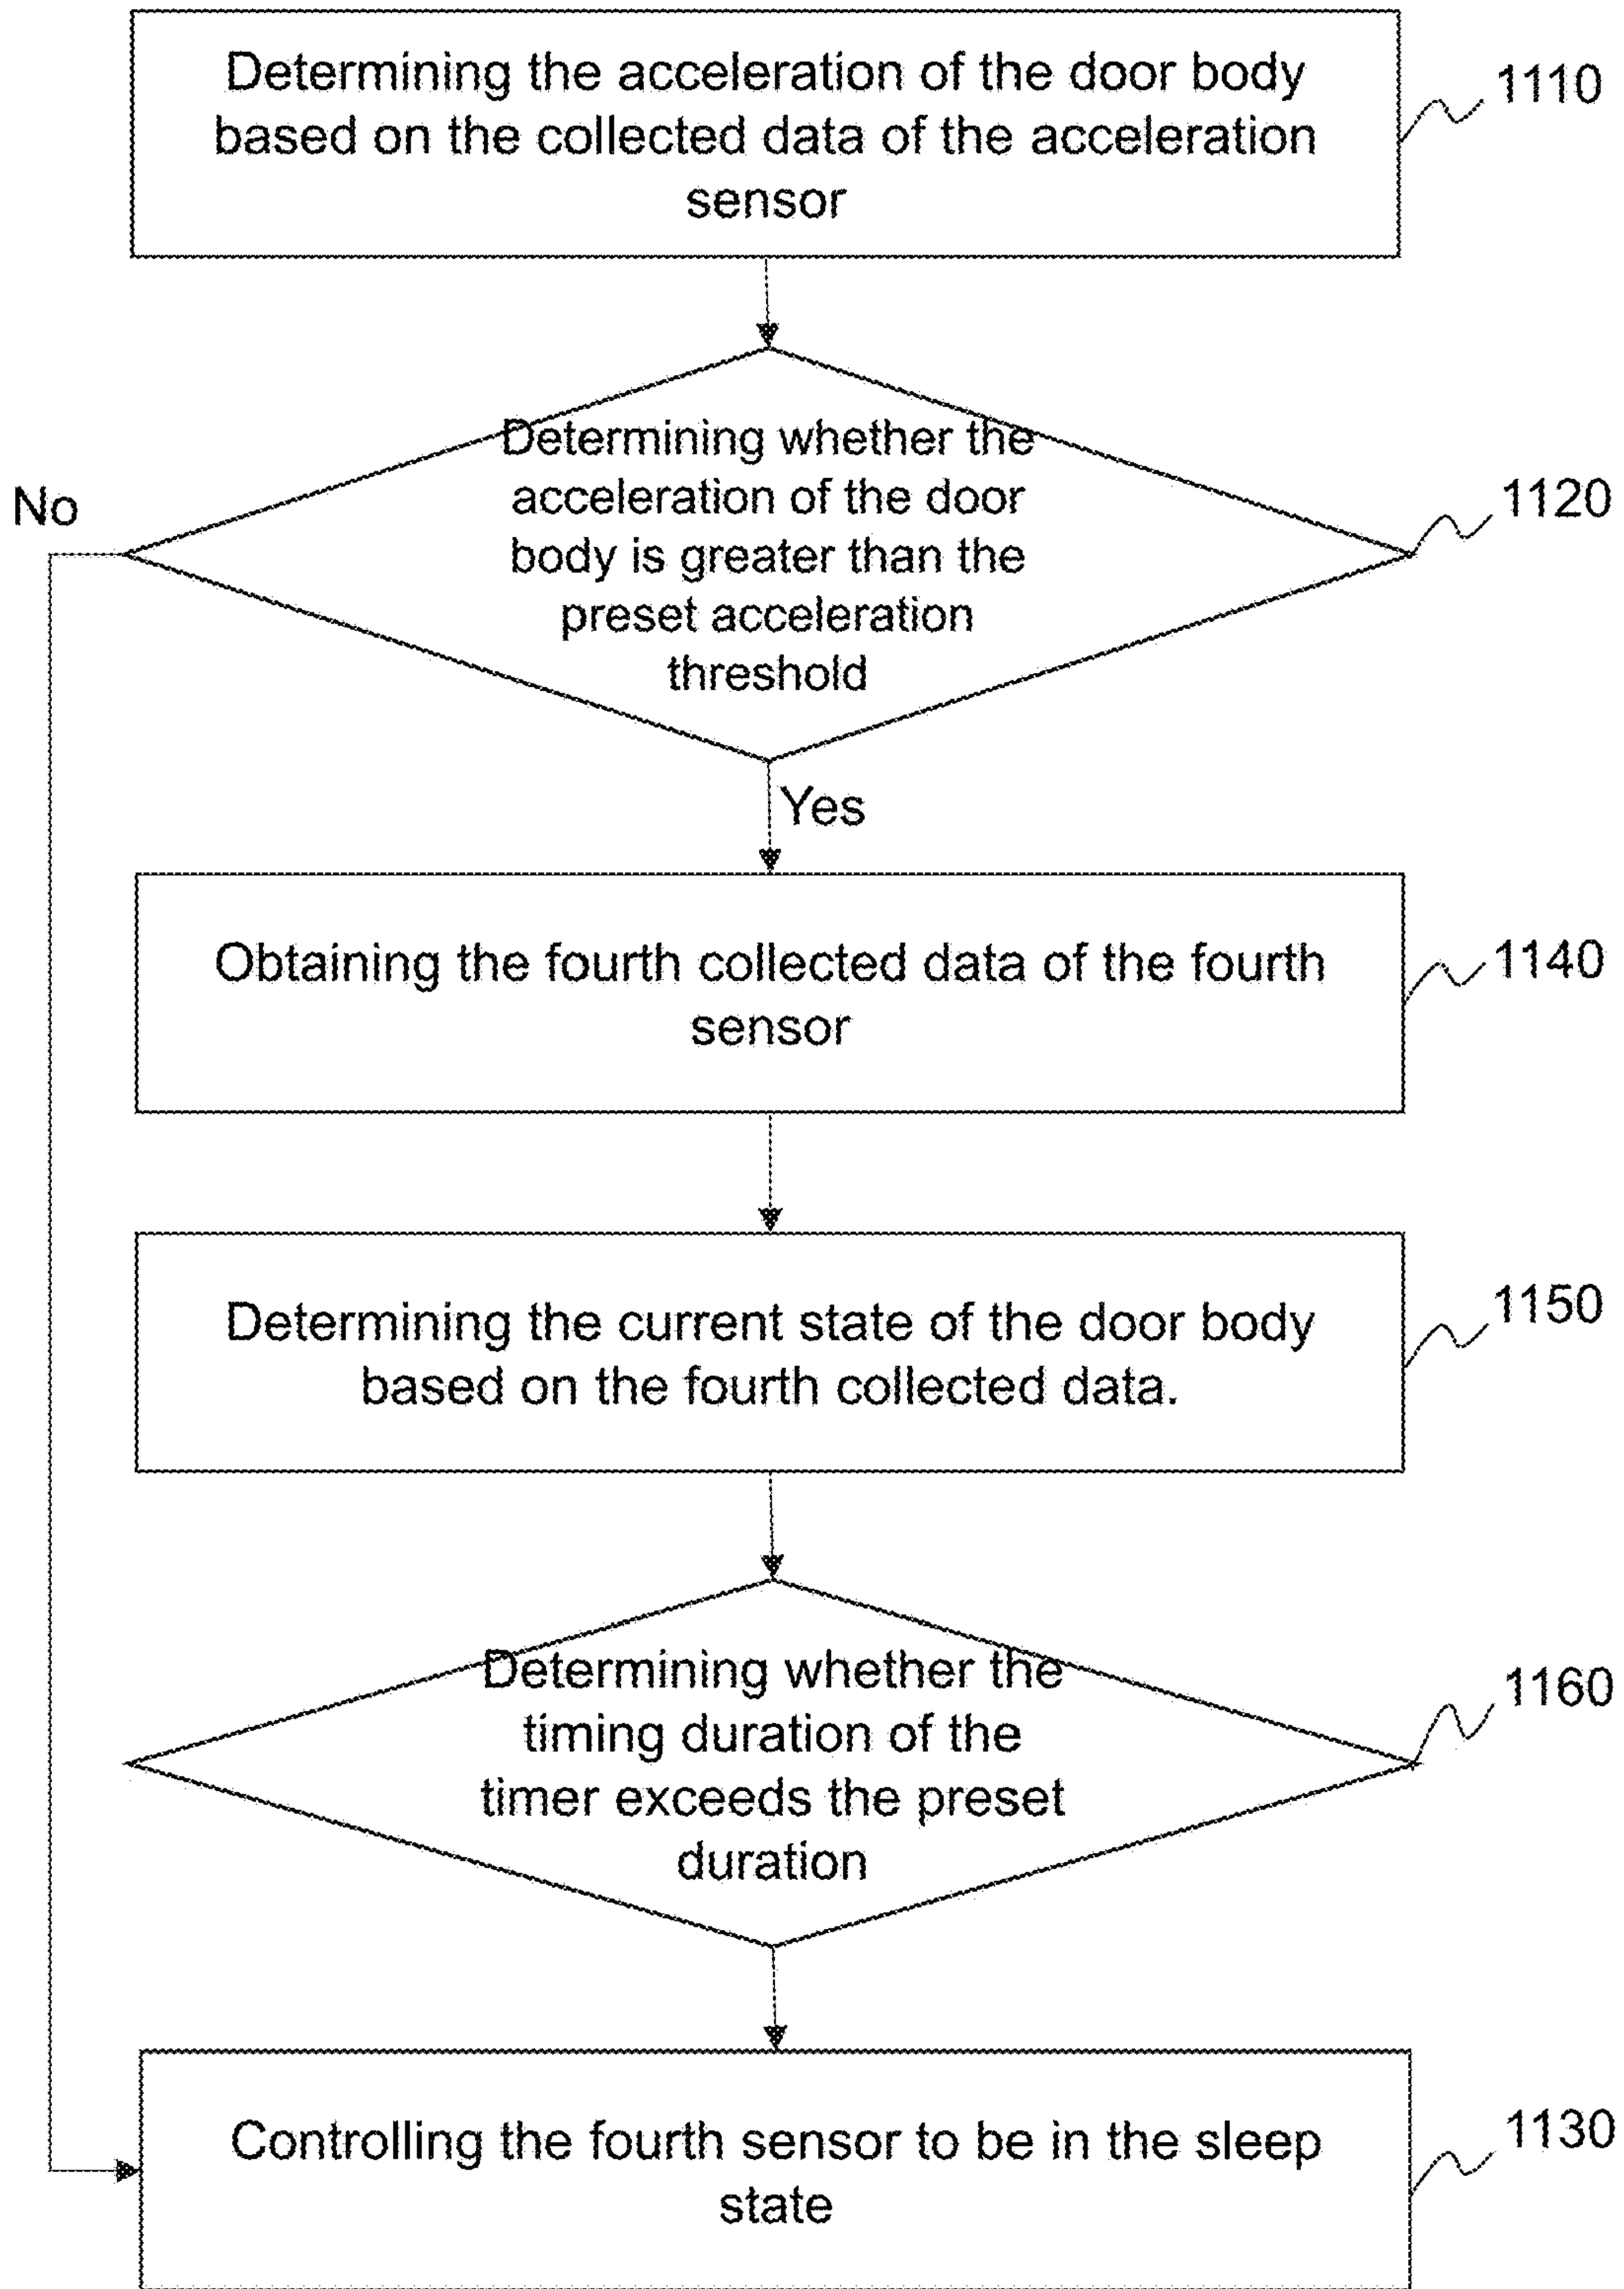 Determining the acceleration of the door body
based on the collected data of the acceleration
sensor
1110
Determining whether the
acceleration of the door
body is greater than the
preset acceleration
threshold
No
1120
Yes
Obtaining the fourth collected data of the fourth
sensor
1140
Determining the current state of the door body
based on the fourth collected data.
1150
Determining whether the
timing duration of the
timer exceeds the preset
duration
1160
Controlling the fourth sensor to be in the sleep
state
1130